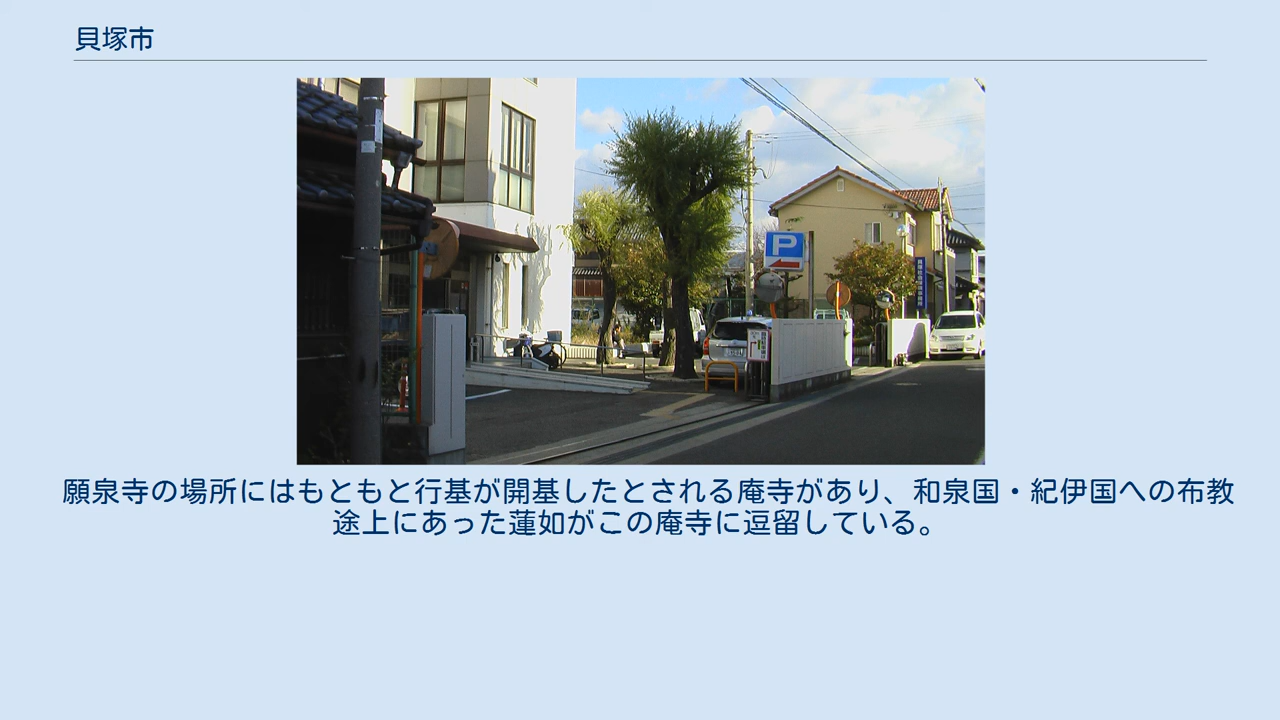 貝塚市
P
願泉寺の場所にはもともと行基が開基したとされる庵寺があり、和泉国・紀伊国への布教
途上にあった蓮如がこの庵寺に逗留している。